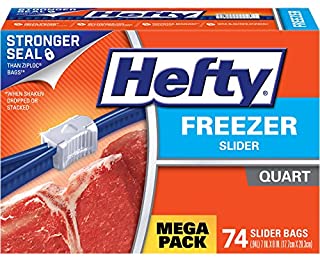 STRONGER
SEAL
THAN ZIPLOC®
BAGS*
*WHEN SHAKEN
DROPPED OR
STACKED
Hefty
FREEZER
SLIDER
QUART
MEGA
PACK
74 SLIDER BAGS